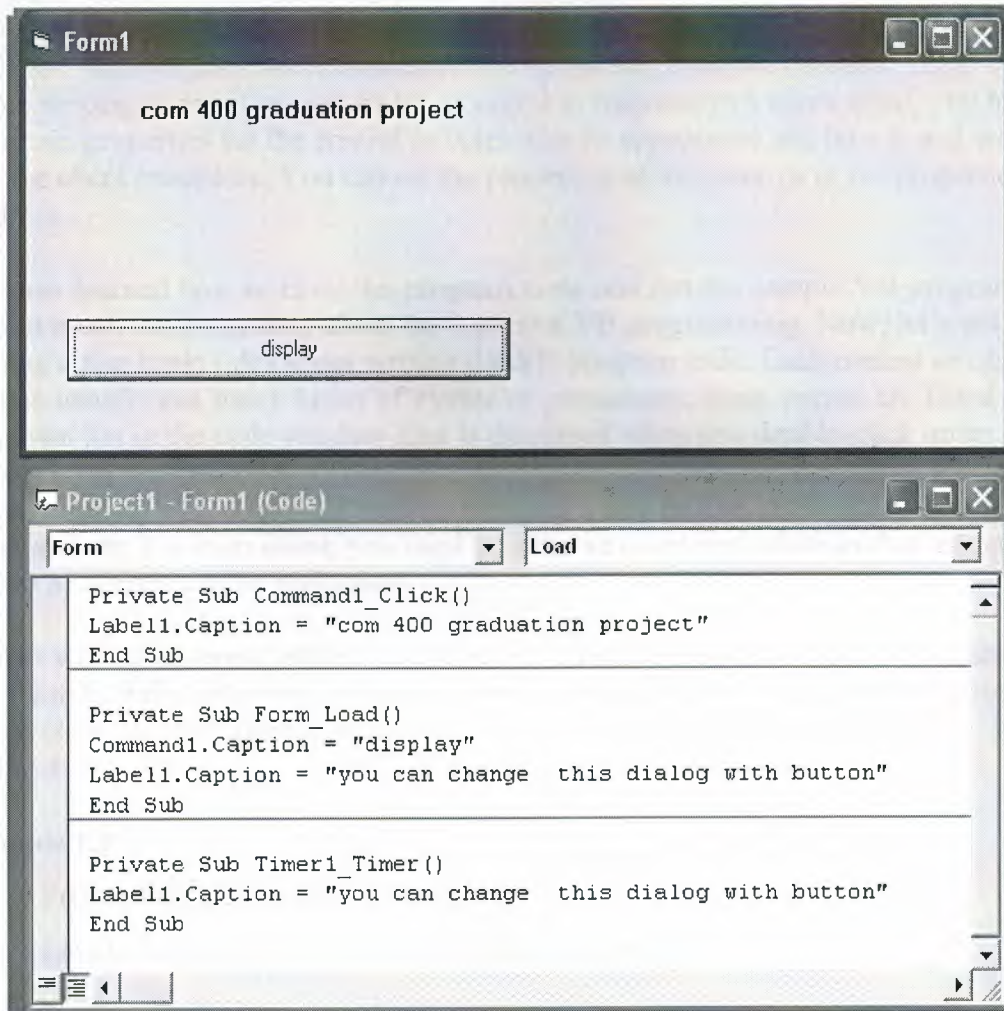 Form1
com 400 graduation project
display
Project1 - Form1 (Code)
Form Load
Private Sub Command1_Click()
Label1.Caption = "com 400 graduation project"
End Sub
Private Sub Form_Load()
Command1.Caption = "display"
Label1.Caption = "you can change  this dialog with button"
End Sub
Private Sub Timer1_Timer()
Label1.Caption = "you can change  this dialog with button"
End Sub